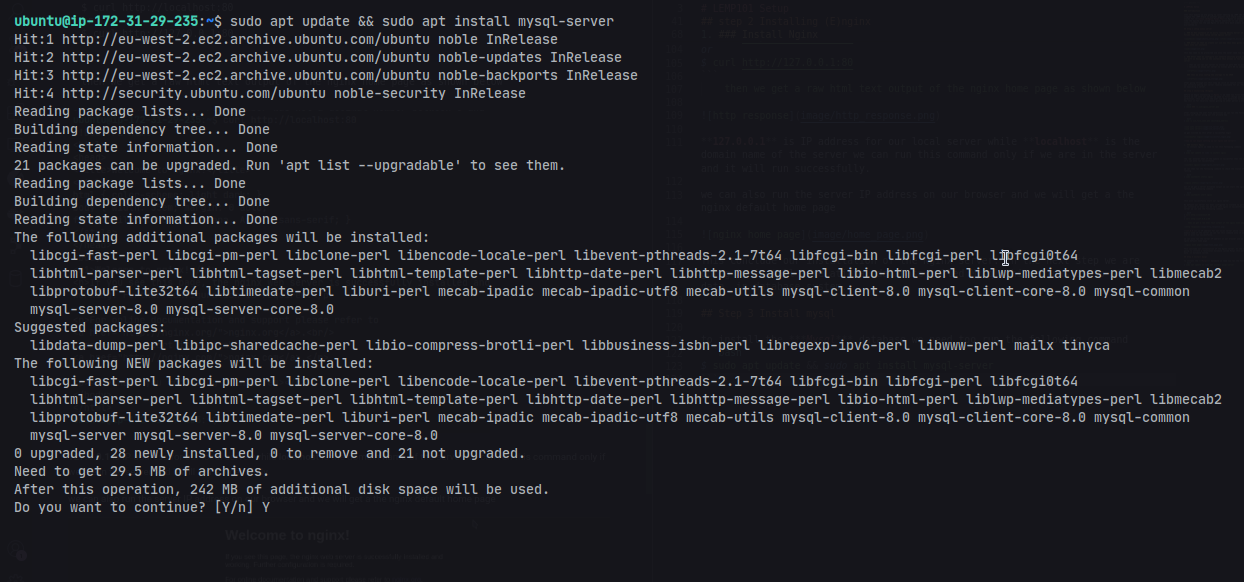 ubuntu@ip-172-31-29-235:~$ sudo apt update && sudo apt install mysql-server
Hit:1 http://eu-west-2.ec2.archive.ubuntu.com/ubuntu noble InRelease
Hit:2 http://eu-west-2.ec2.archive.ubuntu.com/ubuntu noble-updates InRelease
Hit:3 http://eu-west-2.ec2.archive.ubuntu.com/ubuntu noble-backports InRelease
Hit:4 http://security.ubuntu.com/ubuntu noble-security InRelease
Reading package lists... Done
Building dependency tree... Done
Reading state information... Done
21 packages can be upgraded. Run 'apt list --upgradable' to see them.
Reading package lists... Done
Building dependency tree... Done
Reading state information... Done
The following additional packages will be installed:
libcgi-fast-perl libcgi-pm-perl libclone-perl libencode-locale-perl libevent-pthreads-2.1-7t64 libfcgi-bin libfcgi-perl libfcgi0t64
libhtml-parser-perl libhtml-tagset-perl libhtml-template-perl libhttp-date-perl libhttp-message-perl libio-html-perl liblwp-mediatypes-perl libmecab2
libprotobuf-lite32t64 libtimedate-perl liburi-perl mecab-ipadic mecab-ipadic-utf8 mecab-utils mysql-client-8.0 mysql-client-core-8.0 mysql-common
mysql-server-8.0 mysql-server-core-8.0
Suggested packages:
libdata-dump-perl libipc-sharedcache-perl libio-compress-brotli-perl libbusiness-isbn-perl libregexp-ipv6-perl libwww-perl mailx tinyca
The following NEW packages will be installed:
libcgi-fast-perl libcgi-pm-perl libclone-perl libencode-locale-perl libevent-pthreads-2.1-7t64 libfcgi-bin libfcgi-perl libfcgi0t64
libhtml-parser-perl libhtml-tagset-perl libhtml-template-perl libhttp-date-perl libhttp-message-perl libio-html-perl liblwp-mediatypes-perl libmecab2
libprotobuf-lite32t64 libtimedate-perl liburi-perl mecab-ipadic mecab-ipadic-utf8 mecab-utils mysql-client-8.0 mysql-client-core-8.0 mysql-common
mysql-server mysql-server-8.0 mysql-server-core-8.0
0 upgraded, 28 newly installed, 0 to remove and 21 not upgraded.
Need to get 29.5 MB of archives.
After this operation, 242 MB of additional disk space will be used.
Do you want to continue? [Y/n] Y
Welcome to nginx!